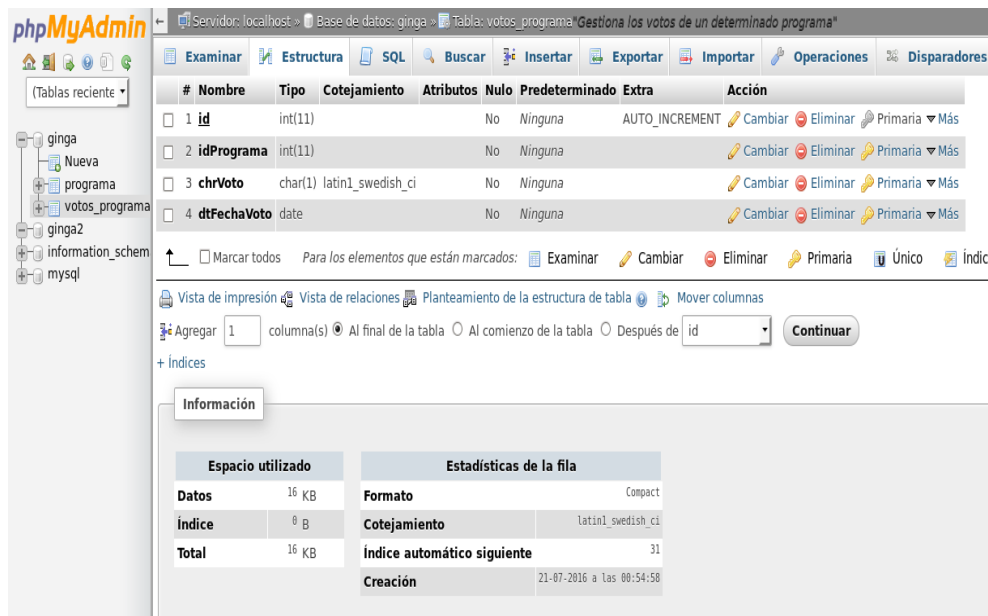 phpMyAdmin
(Tablas reciente
ginga
Nueva
programa
votos_programa
ginga2
information_schem
mysql
← Servidor: localhost » Base de datos: ginga » Tabla: votos_programa "Gestiona los votos de un determinado programa"
Examinar Estructura SQL Buscar Insertar Exportar Importar Operaciones Disparadores
# Nombre Tipo Cotejamiento Atributos Nulo Predeterminado Extra Acción
1 id int(11) No Ninguna AUTO_INCREMENT Cambiar Eliminar Primaria Más
2 idPrograma int(11) No Ninguna Cambiar Eliminar Primaria Más
3 chrVoto char(1) latin1_swedish_ci No Ninguna Cambiar Eliminar Primaria Más
4 dtFechaVoto date No Ninguna Cambiar Eliminar Primaria Más
Marcar todos Para los elementos que están marcados: Examinar Cambiar Eliminar Primaria Único Índic
Vista de impresión Vista de relaciones Planteamiento de la estructura de tabla Mover columnas
Agregar 1 columna(s) Al final de la tabla Al comienzo de la tabla Después de id Continuar
+ Índices
Información
Espacio utilizado
Datos 16 KB
Índice 0 B
Total 16 KB
Estadísticas de la fila
Formato Compact
Cotejamiento latin1_swedish_ci
Índice automático siguiente 31
Creación 21-07-2016 a las 00:54:58